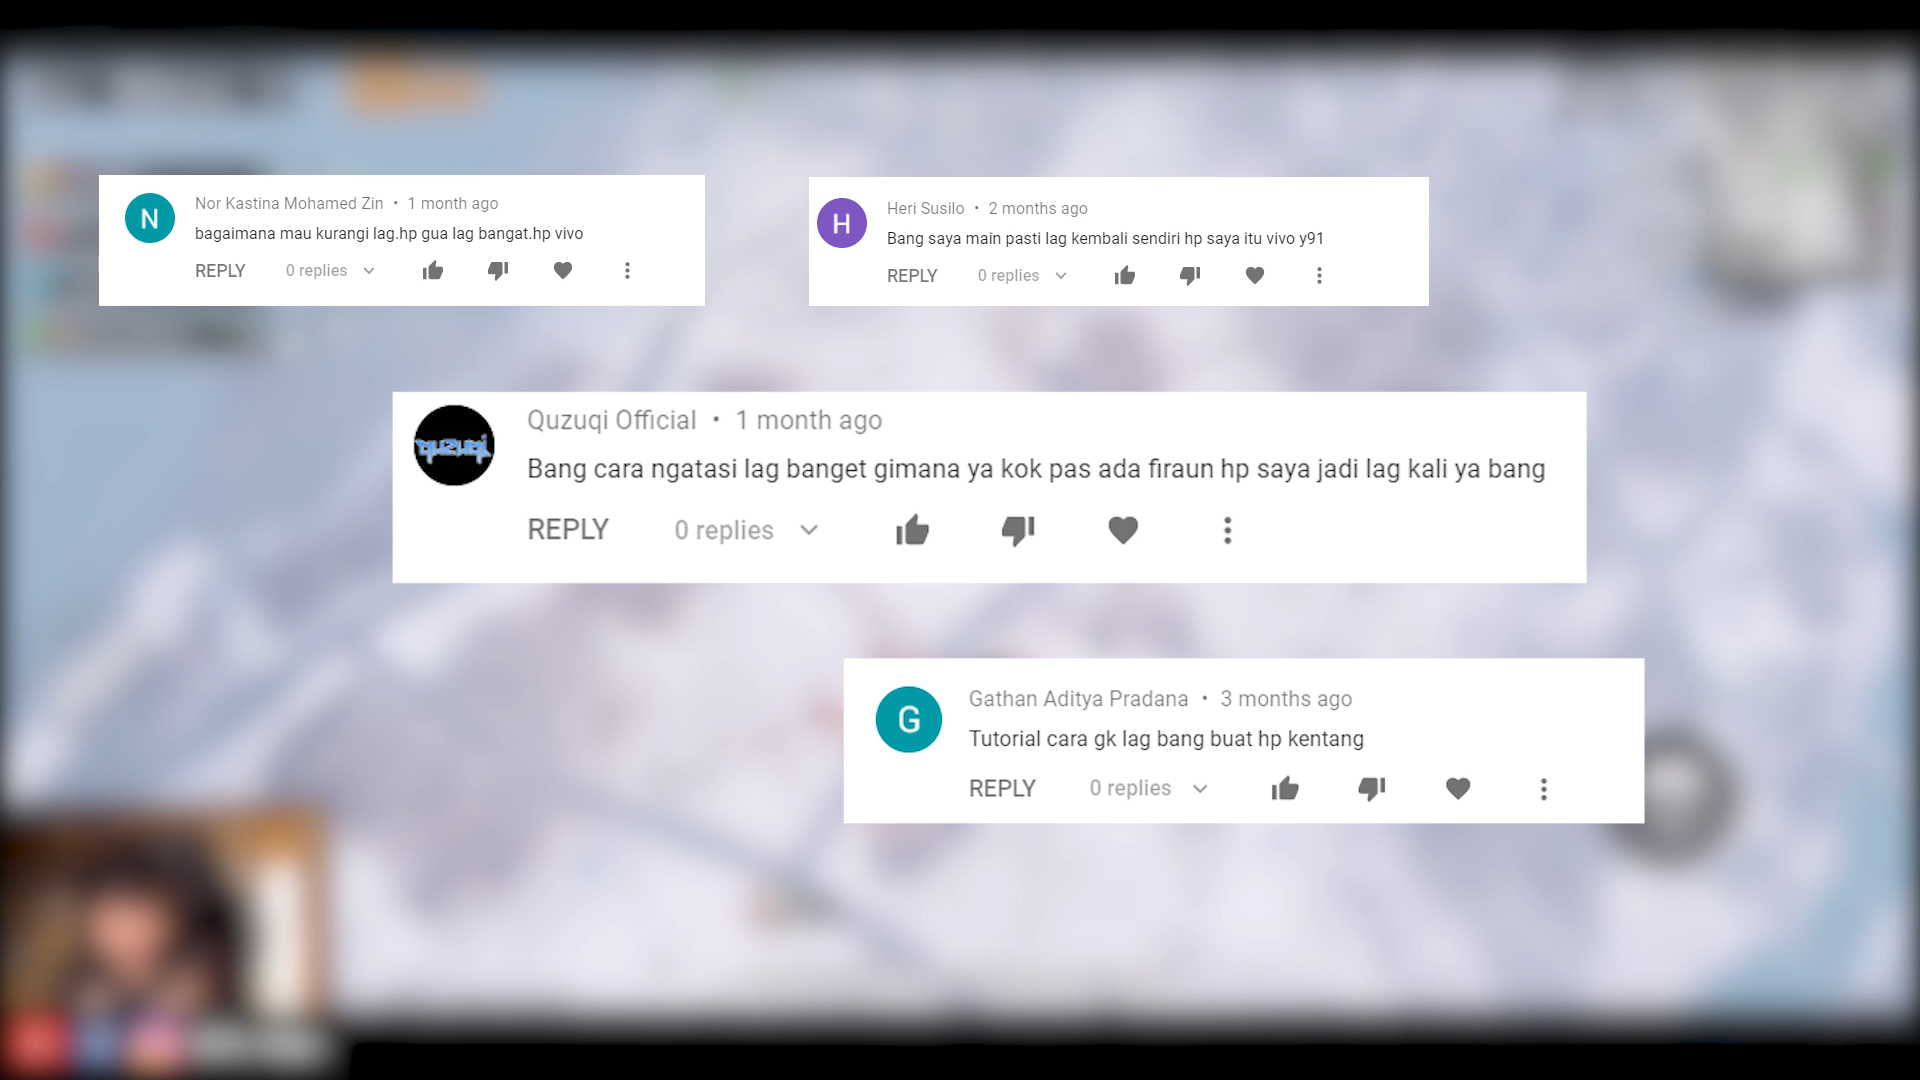 N
Nor Kastina Mohamed Zin • 1 month ago
bagaimana mau kurangi lag.hp gua lag bangat.hp vivo
REPLY 0 replies
H
Heri Susilo • 2 months ago
Bang saya main pasti lag kembali sendiri hp saya itu vivo y91
REPLY 0 replies
quzuqi
Quzuqi Official • 1 month ago
Bang cara ngatasi lag banget gimana ya kok pas ada firaun hp saya jadi lag kali ya bang
REPLY 0 replies
G
Gathan Aditya Pradana • 3 months ago
Tutorial cara gk lag bang buat hp kentang
REPLY 0 replies